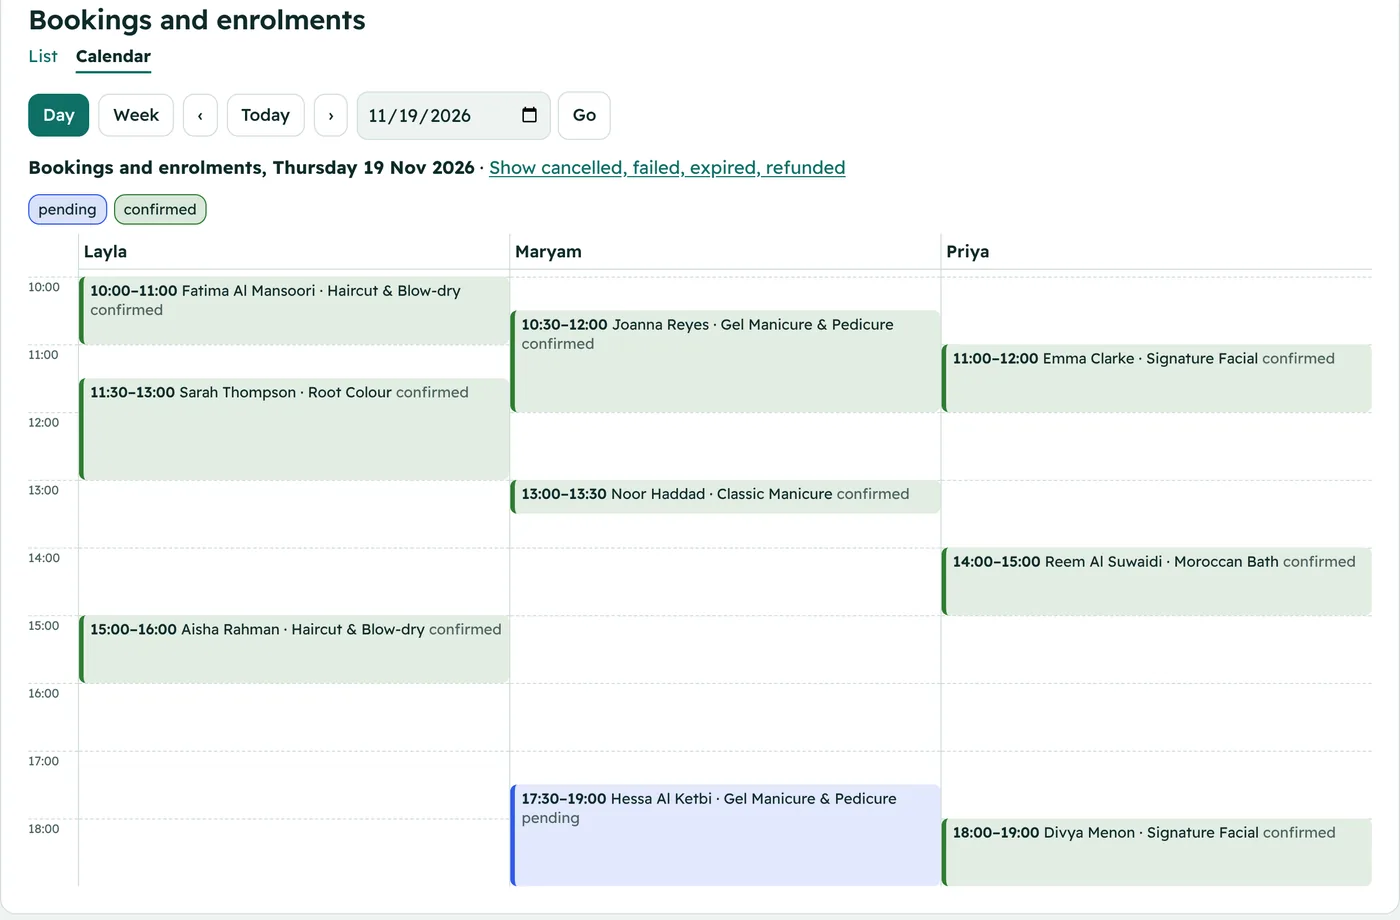 Bookings and enrolments
List Calendar
Day Week ‹ Today › 11/19/2026 Go
Bookings and enrolments, Thursday 19 Nov 2026 · Show cancelled, failed, expired, refunded
pending confirmed
Layla Maryam Priya
10:00
10:00–11:00 Fatima Al Mansoori · Haircut & Blow-dry
confirmed
10:30–12:00 Joanna Reyes · Gel Manicure & Pedicure
confirmed
11:00
11:00–12:00 Emma Clarke · Signature Facial confirmed
11:30–13:00 Sarah Thompson · Root Colour confirmed
12:00
13:00
13:00–13:30 Noor Haddad · Classic Manicure confirmed
14:00
14:00–15:00 Reem Al Suwaidi · Moroccan Bath confirmed
15:00
15:00–16:00 Aisha Rahman · Haircut & Blow-dry confirmed
16:00
17:00
17:30–19:00 Hessa Al Ketbi · Gel Manicure & Pedicure
pending
18:00
18:00–19:00 Divya Menon · Signature Facial confirmed